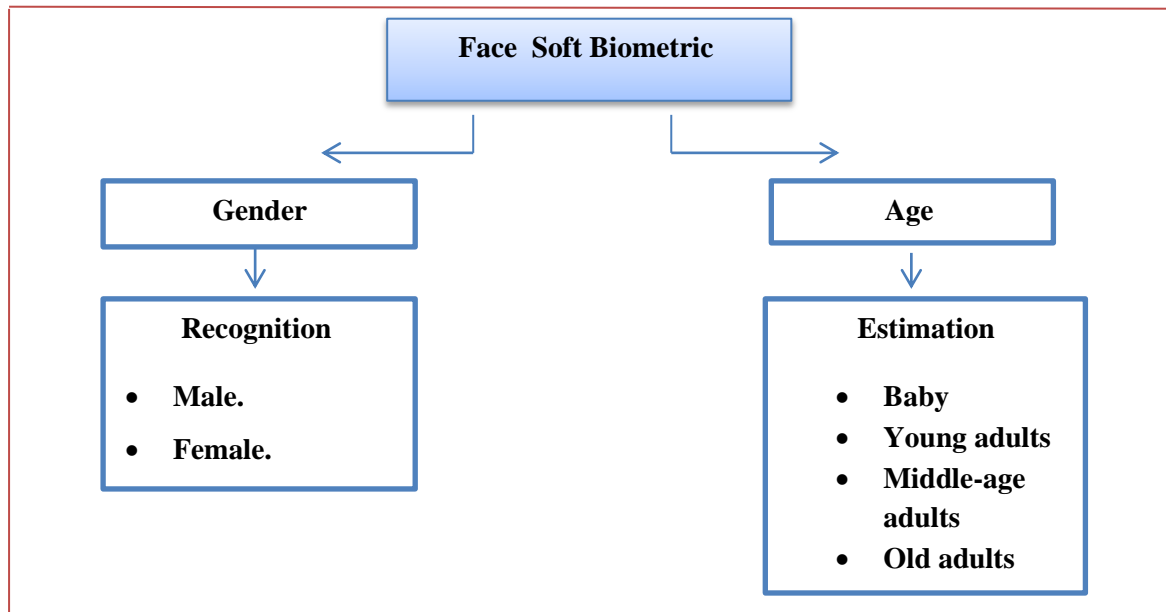 Face  Soft Biometric
Gender
Age
Recognition
• Male.
• Female.
Estimation
• Baby
• Young adults
• Middle-age
adults
• Old adults